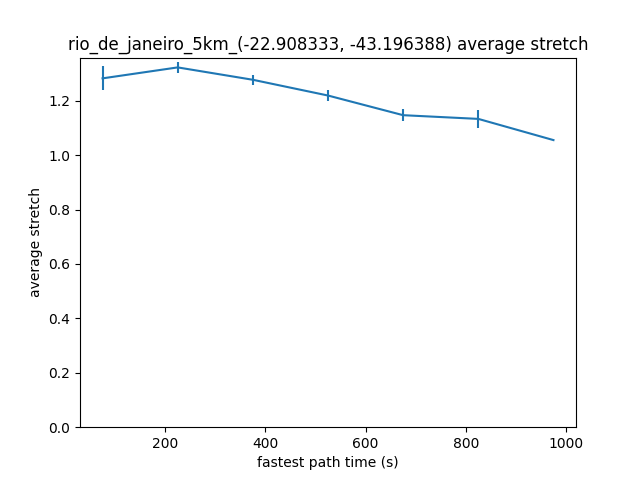 rio_de_janeiro_5km_(-22.908333, -43.196388) average stretch
average stretch
1.2
1.0
0.8
0.6
0.4
0.2
0.0
200 400 600 800 1000
fastest path time (s)